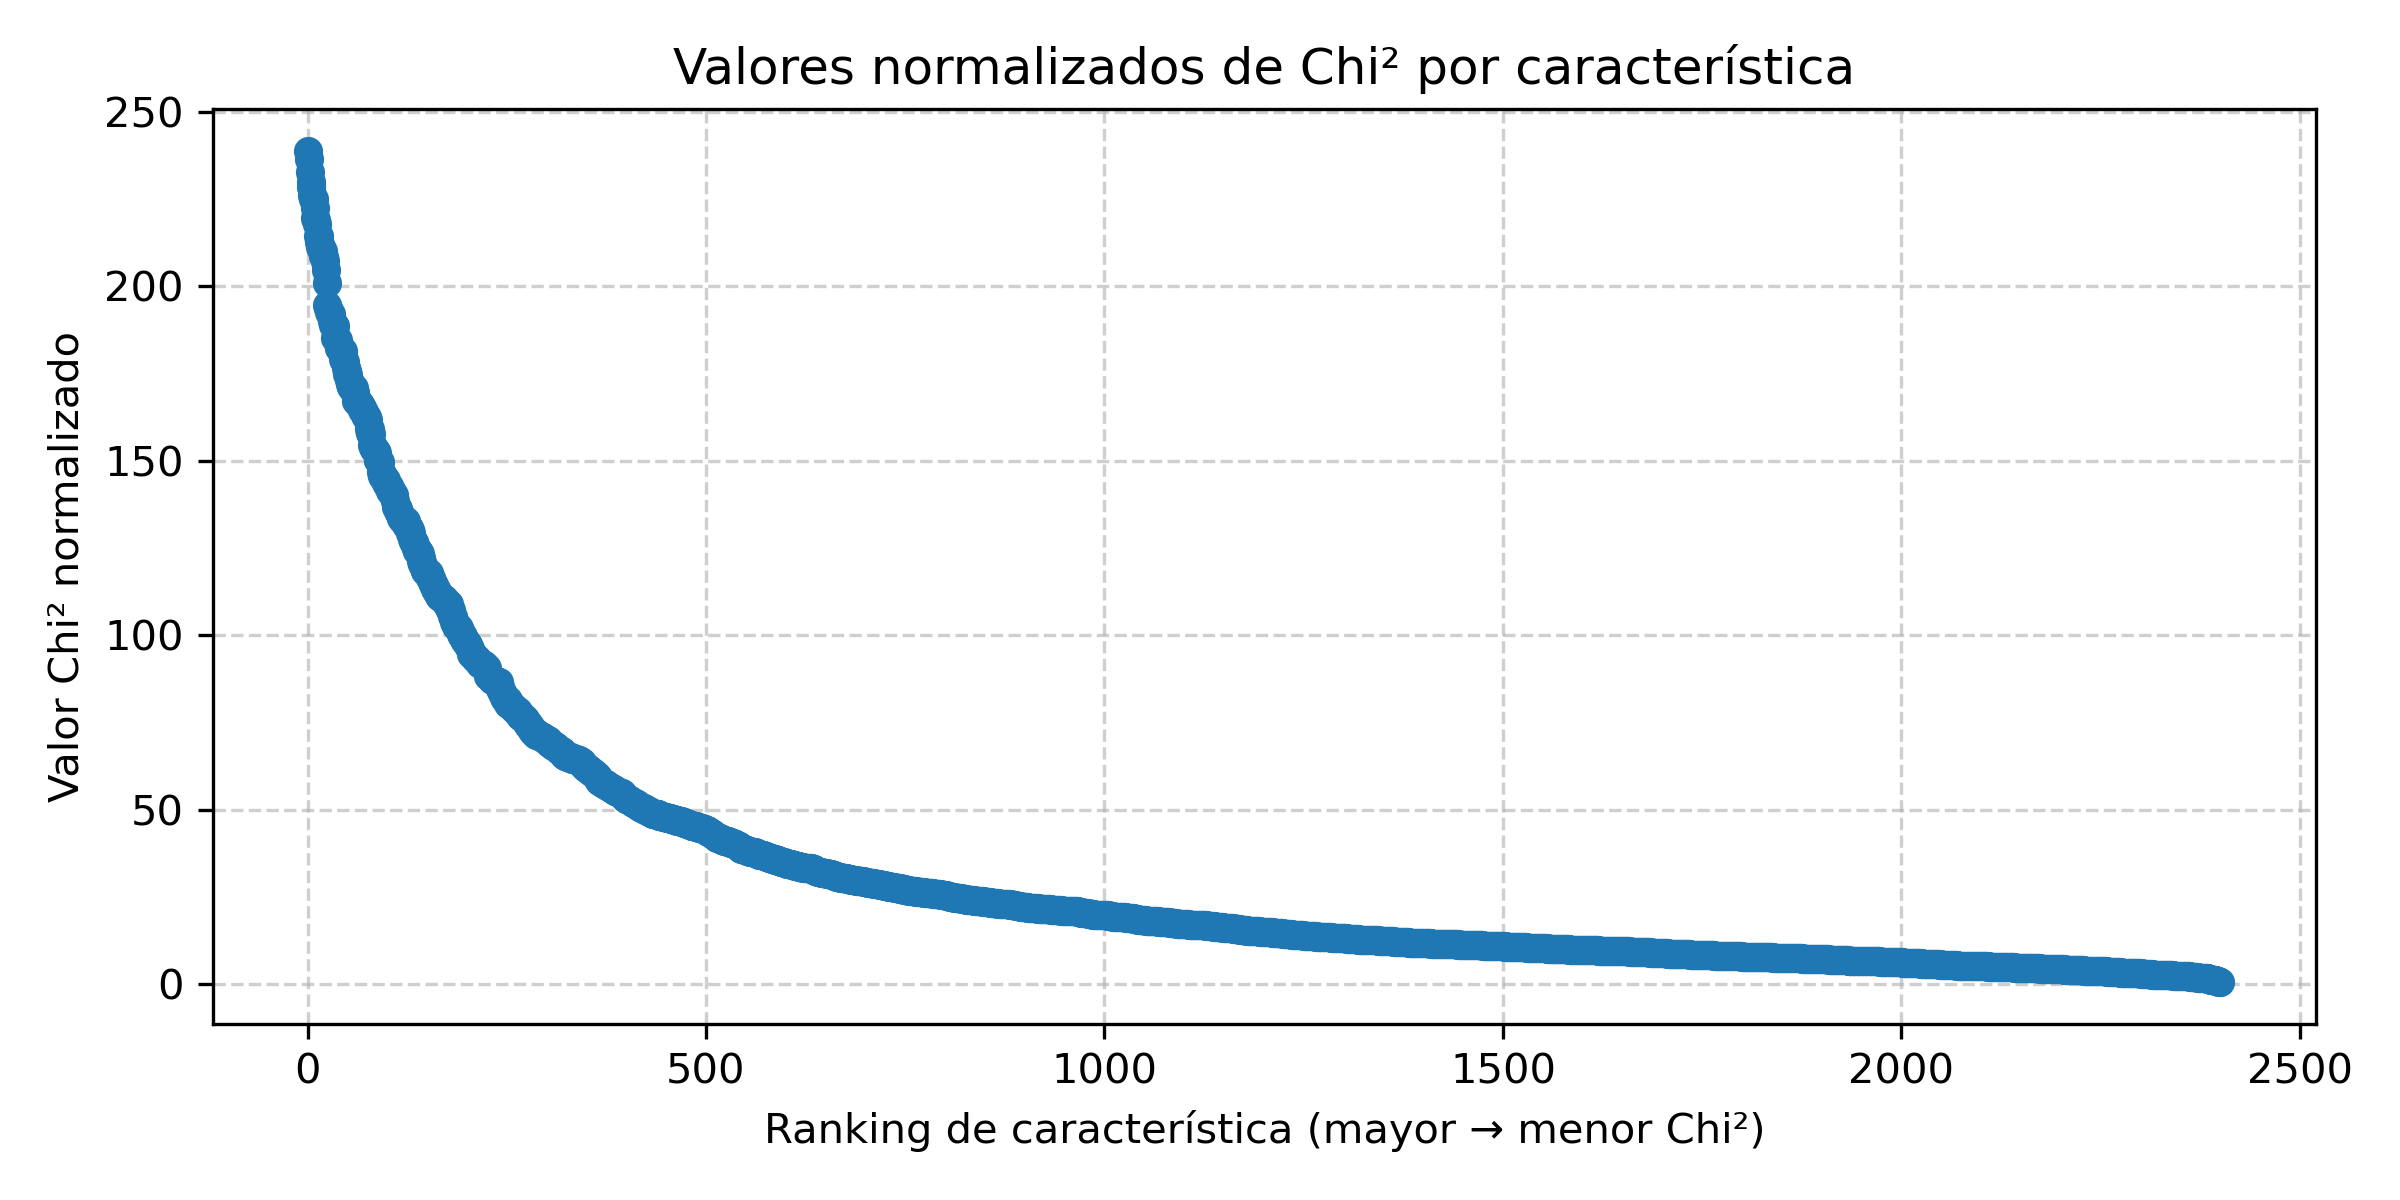 Valores normalizados de Chi² por característica
250
200
150
100
50
0
Valor Chi² normalizado
0 500 1000 1500 2000 2500
Ranking de característica (mayor → menor Chi²)